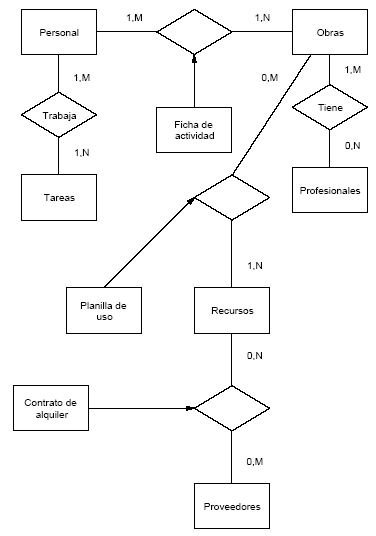 1,M
1,N
Personal
Obras
1,M
0,M
1,M
Trabaja
Ficha de
actividad
Tiene
1,N
0,N
Tareas
Profesionales
1,N
Planilla de
uso
Recursos
0,N
Contrato de
alquiler
0,M
Proveedores